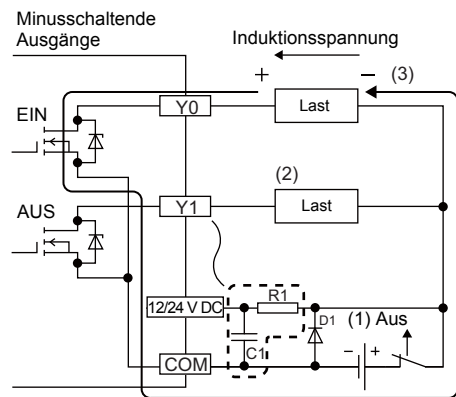 Minusschaltende
Ausgänge
Induktionsspannung
+ − (3)
EIN
Y0
Last
(2)
AUS
Y1
Last
12/24 V DC
R1
D1
(1) Aus
C1
COM
− +